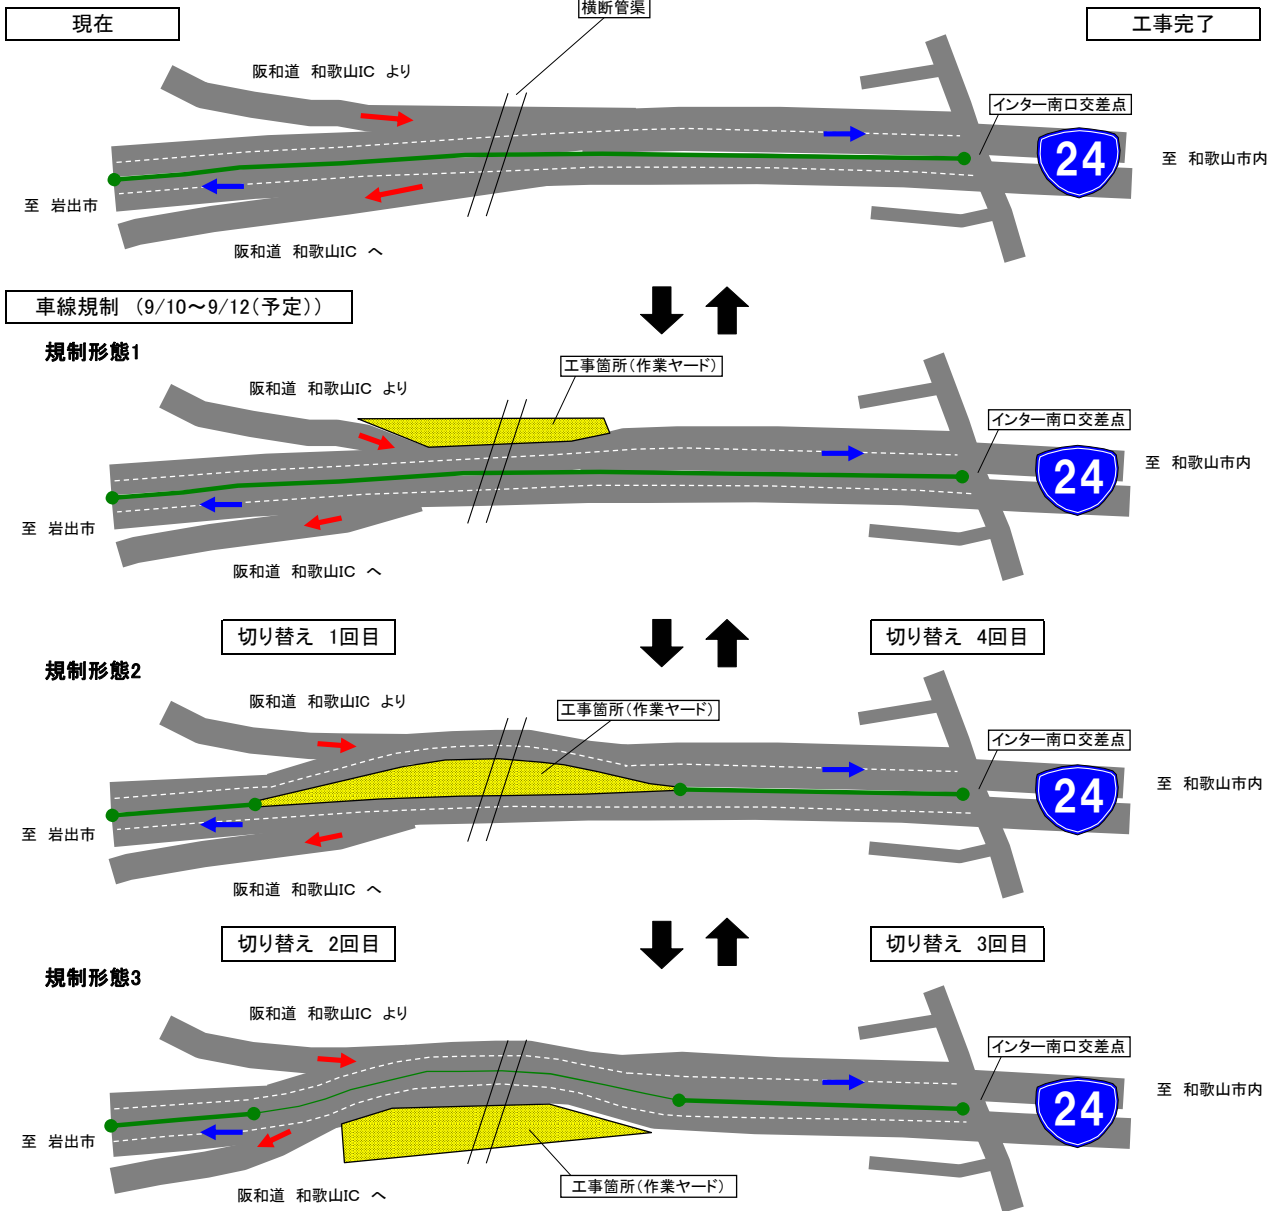 横断管渠
現在
工事完了
阪和道 和歌山IC より
インター南口交差点
24
至 和歌山市内
至 岩出市
阪和道 和歌山IC へ
車線規制 （9/10～9/12（予定））
規制形態1
工事箇所（作業ヤード）
阪和道 和歌山IC より
インター南口交差点
24
至 和歌山市内
至 岩出市
阪和道 和歌山IC へ
切り替え 1回目
切り替え 4回目
規制形態2
阪和道 和歌山IC より
工事箇所（作業ヤード）
インター南口交差点
24
至 和歌山市内
至 岩出市
阪和道 和歌山IC へ
切り替え 2回目
切り替え 3回目
規制形態3
阪和道 和歌山IC より
インター南口交差点
24
至 和歌山市内
至 岩出市
工事箇所（作業ヤード）
阪和道 和歌山IC へ